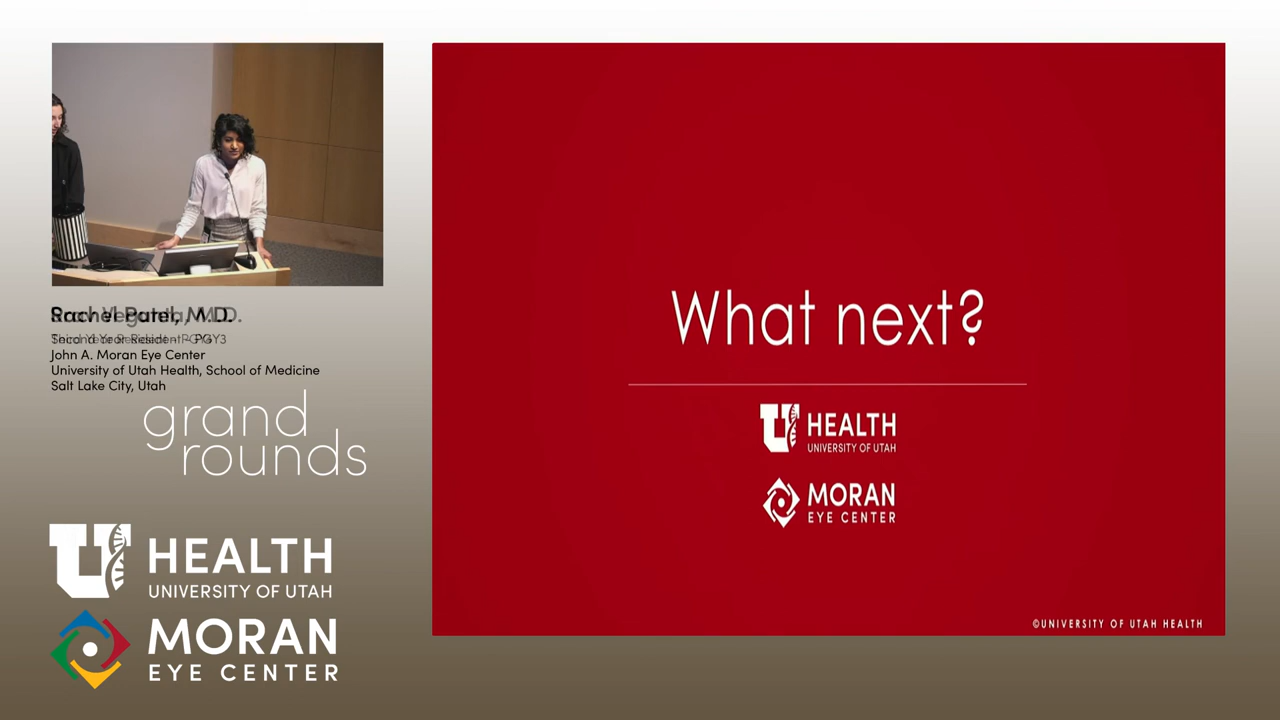 John A. Moran Eye Center
University of Utah Health, School of Medicine
Salt Lake City, Utah
grand
rounds
U HEALTH
UNIVERSITY OF UTAH
MORAN
EYE CENTER
What next?
U HEALTH
UNIVERSITY OF UTAH
MORAN
EYE CENTER
©UNIVERSITY OF UTAH HEALTH